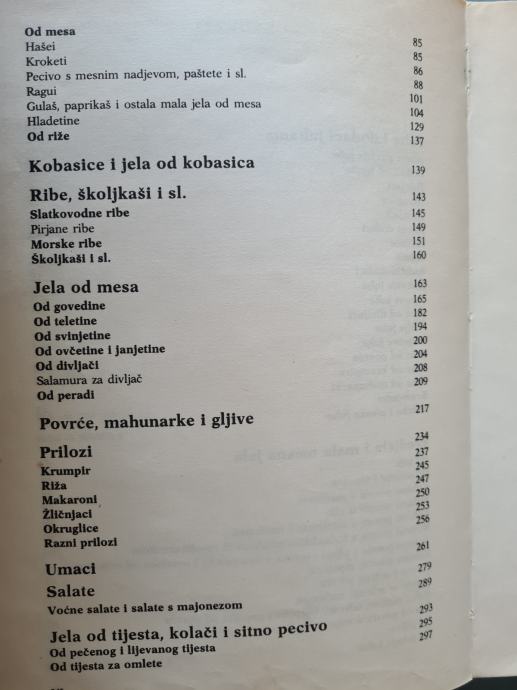 Od mesa 85
Hašei 85
Kroketi 86
Pecivo s mesnim nadjevom, paštete i sl. 88
Ragui 101
Gulaš, paprikaš i ostala mala jela od mesa 104
Hladetine 129
Od riže 137
Kobasice i jela od kobasica 139
Ribe, školjkaši i sl. 143
Slatkovodne ribe 145
Pirjane ribe 149
Morske ribe 151
Školjkaši i sl. 160
Jela od mesa 163
Od govedine 165
Od teletine 182
Od svinjetine 194
Od ovčetine i janjetine 200
Od divljači 204
Salamura za divljač 208
Od peradi 209
Povrće, mahunarke i gljive 217
Prilozi 234
Krumpir 237
Riža 245
Makaroni 247
Žličnjaci 250
Okruglice 253
Razni prilozi 256
Umaci 261
Salate 279
Voćne salate i salate s majonezom 289
Jela od tijesta, kolači i sitno pecivo 293
Od pečenog i lijevanog tijesta 295
Od tijesta za omlete 297